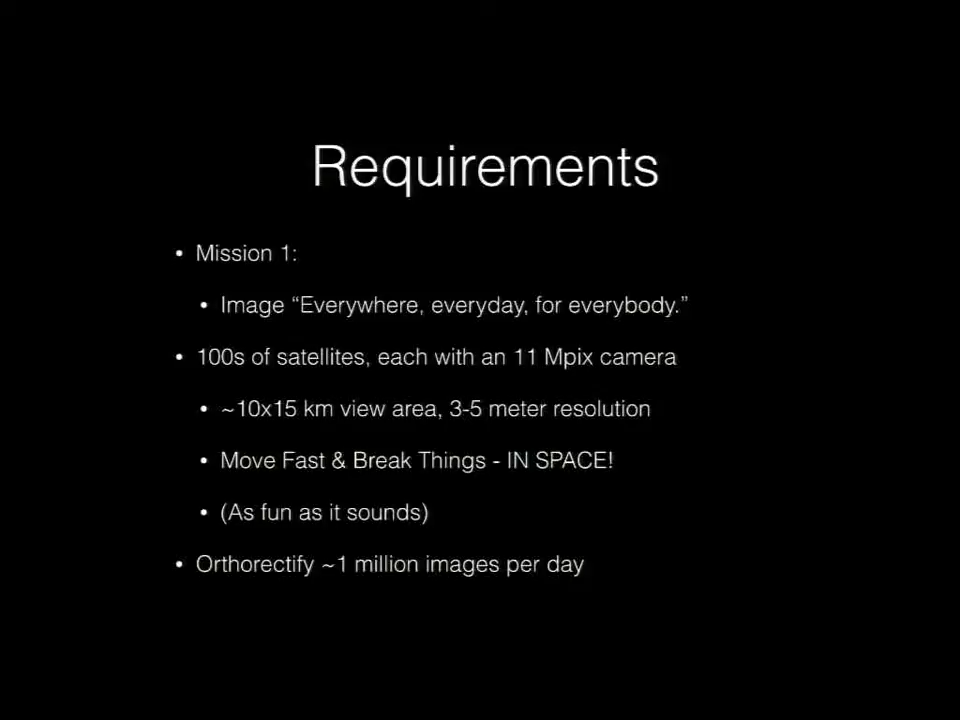 Requirements
• Mission 1:
• Image “Everywhere, everyday, for everybody.”
• 100s of satellites, each with an 11 Mpix camera
• ~10x15 km view area, 3-5 meter resolution
• Move Fast & Break Things - IN SPACE!
• (As fun as it sounds)
• Orthorectify ~1 million images per day